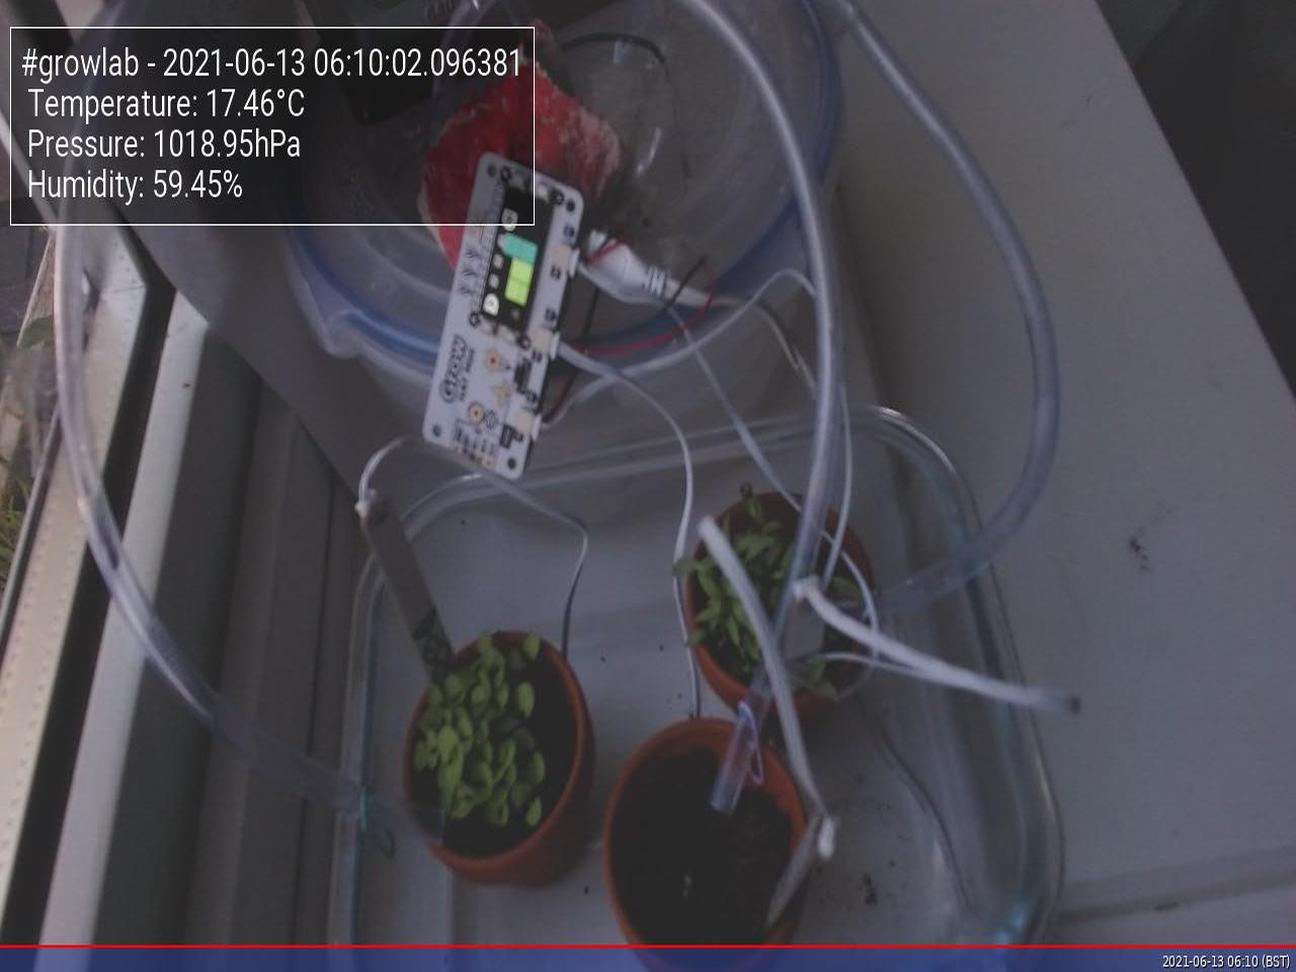 #growlab - 2021-06-13 06:10:02.096381
Temperature: 17.46°C
Pressure: 1018.95hPa
Humidity: 59.45%
GROW
2021-06-13 06:10 (BST)